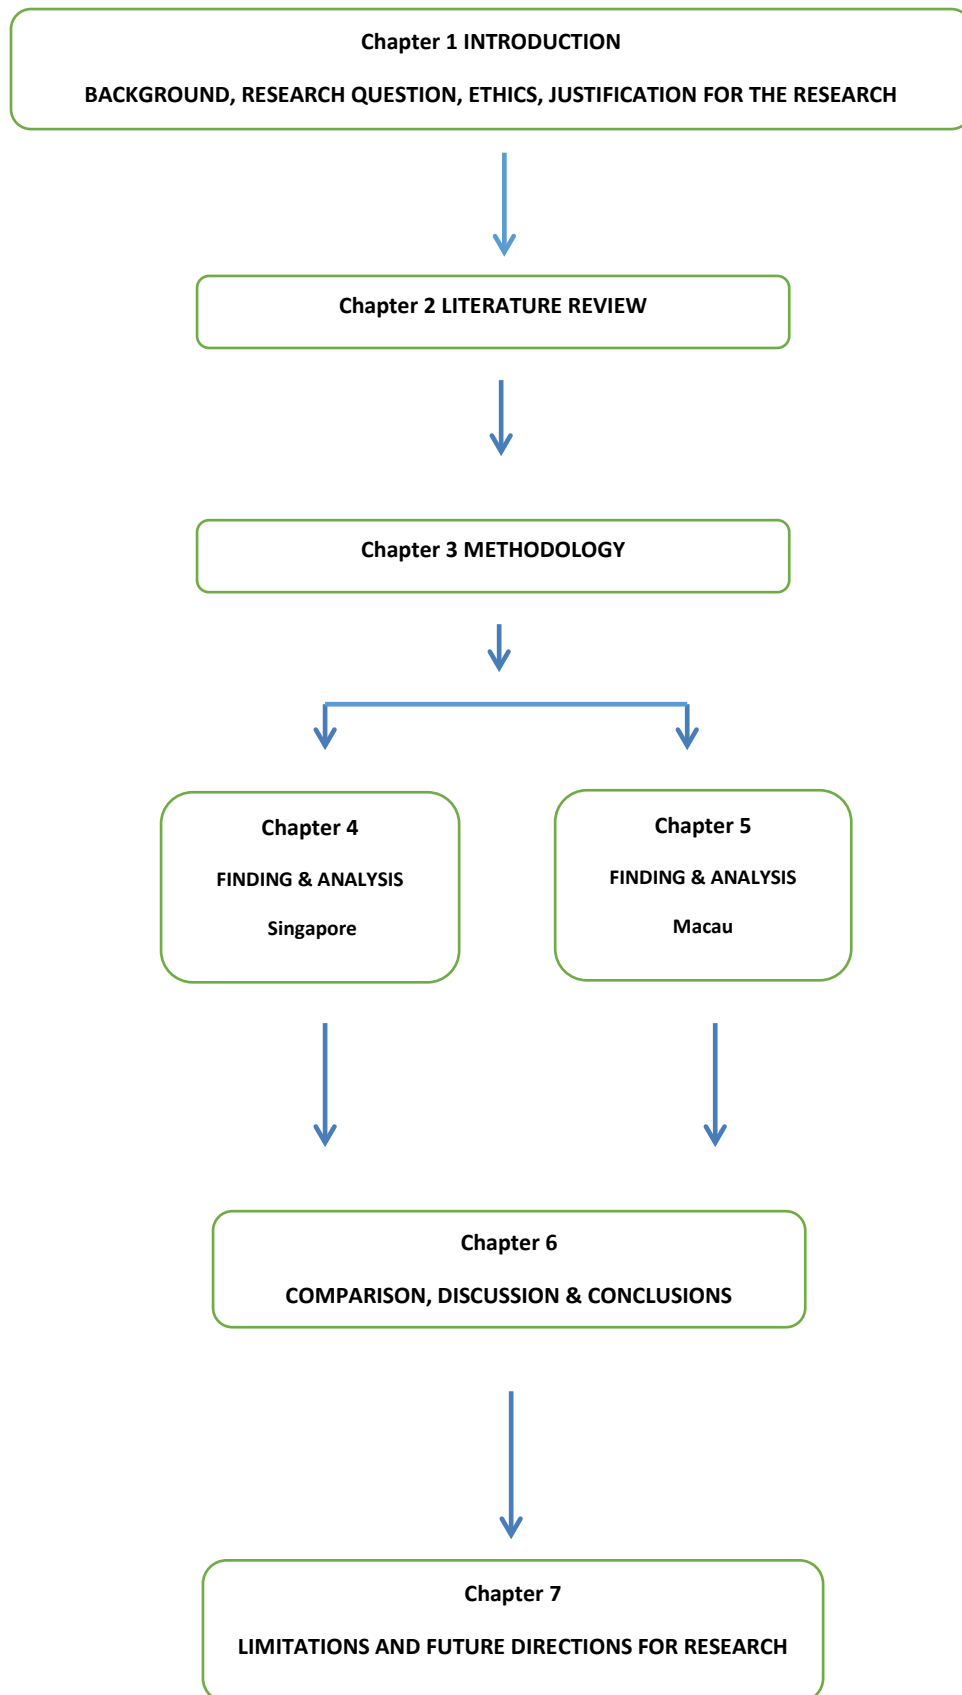 Chapter 1 INTRODUCTION
BACKGROUND, RESEARCH QUESTION, ETHICS, JUSTIFICATION FOR THE RESEARCH
Chapter 2 LITERATURE REVIEW
Chapter 3 METHODOLOGY
Chapter 4
FINDING & ANALYSIS
Singapore
Chapter 5
FINDING & ANALYSIS
Macau
Chapter 6
COMPARISON, DISCUSSION & CONCLUSIONS
Chapter 7
LIMITATIONS AND FUTURE DIRECTIONS FOR RESEARCH